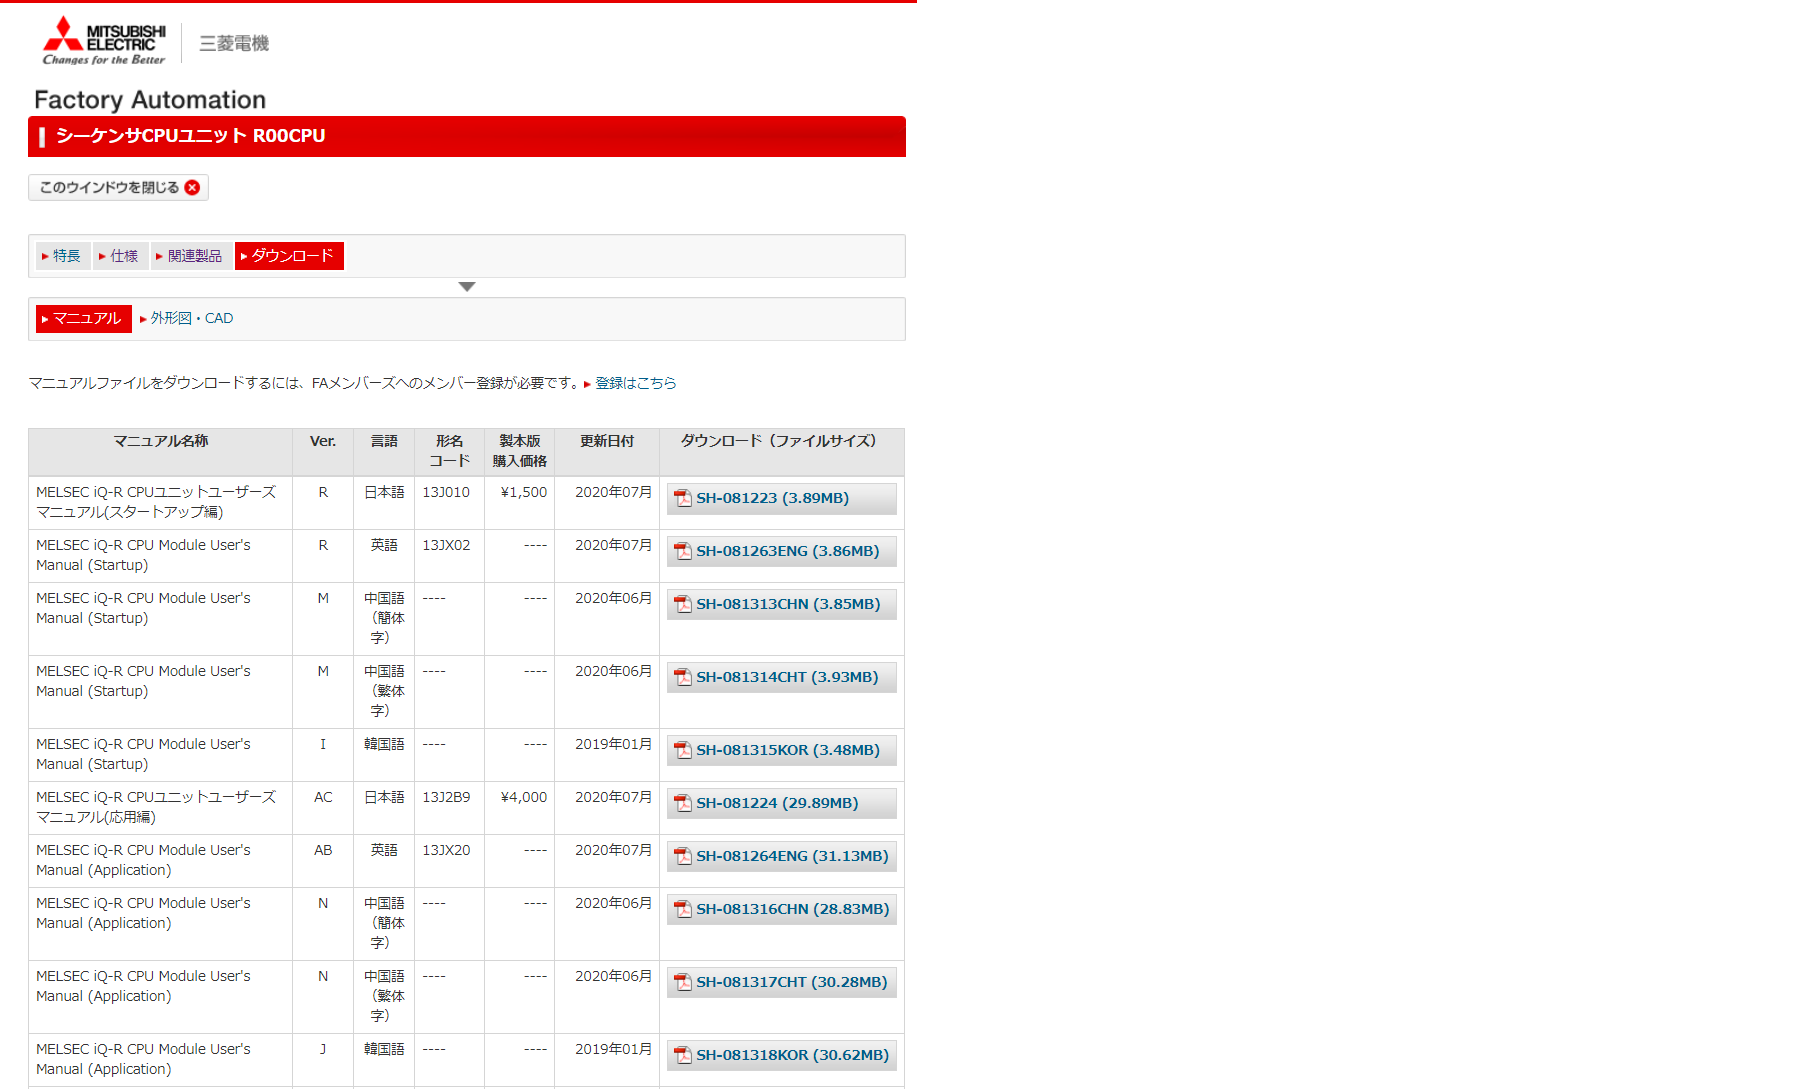 MITSUBISHI
ELECTRIC
Changes for the Better
三菱電機
Factory Automation
シーケンサCPUユニット R00CPU
このウインドウを閉じる
特長 仕様 関連製品 ダウンロード
マニュアル 外形図・CAD
マニュアルファイルをダウンロードするには、FAメンバーズへのメンバー登録が必要です。 登録はこちら
マニュアル名称 Ver. 言語 形名 製本版 更新日付 ダウンロード（ファイルサイズ）
コード 購入価格
MELSEC iQ-R CPUユニットユーザーズ R 日本語 13J010 ¥1,500 2020年07月 SH-081223 (3.89MB)
マニュアル(スタートアップ編)
MELSEC iQ-R CPU Module User's R 英語 13JX02 ---- 2020年07月 SH-081263ENG (3.86MB)
Manual (Startup)
MELSEC iQ-R CPU Module User's M 中国語 ---- ---- 2020年06月 SH-081313CHN (3.85MB)
Manual (Startup) （簡体
字）
MELSEC iQ-R CPU Module User's M 中国語 ---- ---- 2020年06月 SH-081314CHT (3.93MB)
Manual (Startup) （繁体
字）
MELSEC iQ-R CPU Module User's I 韓国語 ---- ---- 2019年01月 SH-081315KOR (3.48MB)
Manual (Startup)
MELSEC iQ-R CPUユニットユーザーズ AC 日本語 13J2B9 ¥4,000 2020年07月 SH-081224 (29.89MB)
マニュアル(応用編)
MELSEC iQ-R CPU Module User's AB 英語 13JX20 ---- 2020年07月 SH-081264ENG (31.13MB)
Manual (Application)
MELSEC iQ-R CPU Module User's N 中国語 ---- ---- 2020年06月 SH-081316CHN (28.83MB)
Manual (Application) （簡体
字）
MELSEC iQ-R CPU Module User's N 中国語 ---- ---- 2020年06月 SH-081317CHT (30.28MB)
Manual (Application) （繁体
字）
MELSEC iQ-R CPU Module User's J 韓国語 ---- ---- 2019年01月 SH-081318KOR (30.62MB)
Manual (Application)